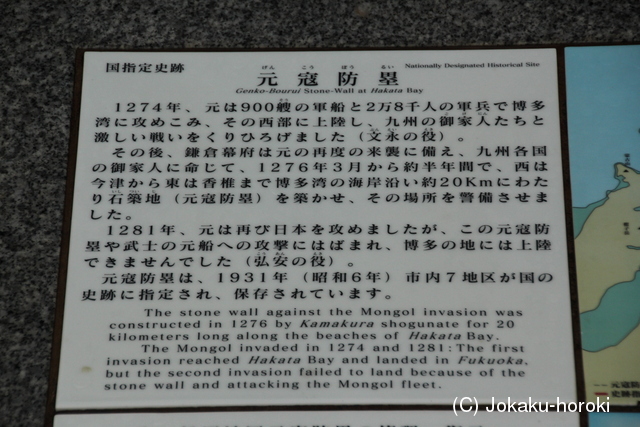 国指定史跡
げん こう ぼう るい
元寇防塁
Nationally Designated Historical Site
Genko-Bourui Stone-Wall at Hakata Bay
1274年、元は900艘の軍船と2万8千人の軍兵で博多
湾に攻めこみ、その西部に上陸し、九州の御家人たちと
激しい戦いをくりひろげました（文永の役）。
その後、鎌倉幕府は元の再度の来襲に備え、九州各国
の御家人に命じて、1276年3月から約半年間で、西は
今津から東は香椎まで博多湾の海岸沿い約20Kmにわた
り石築地（元寇防塁）を築かせ、その場所を警備させま
した。
1281年、元は再び日本を攻めましたが、この元寇防
塁や武士の元船への攻撃にはばまれ、博多の地には上陸
できませんでした（弘安の役）。
元寇防塁は、1931年（昭和6年）市内7地区が国の
史跡に指定され、保存されています。
The stone wall against the Mongol invasion was
constructed in 1276 by Kamakura shogunate for 20
kilometers long along the beaches of Hakata Bay.
The Mongol invaded in 1274 and 1281: The first
invasion reached Hakata Bay and landed in Fukuoka,
but the second invasion failed to land because of the
stone wall and attacking the Mongol fleet.
元寇防
史跡指
(C) Jokaku-horoki